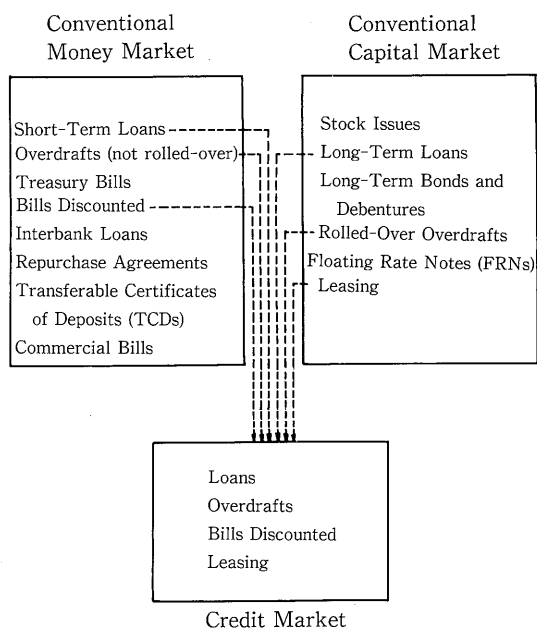 Conventional
Money Market
Short-Term Loans
Overdrafts (not rolled-over)
Treasury Bills
Bills Discounted
Interbank Loans
Repurchase Agreements
Transferable Certificates
of Deposits (TCDs)
Commercial Bills
Conventional
Capital Market
Stock Issues
Long-Term Loans
Long-Term Bonds and
Debentures
Rolled-Over Overdrafts
Floating Rate Notes (FRNs)
Leasing
Loans
Overdrafts
Bills Discounted
Leasing
Credit Market